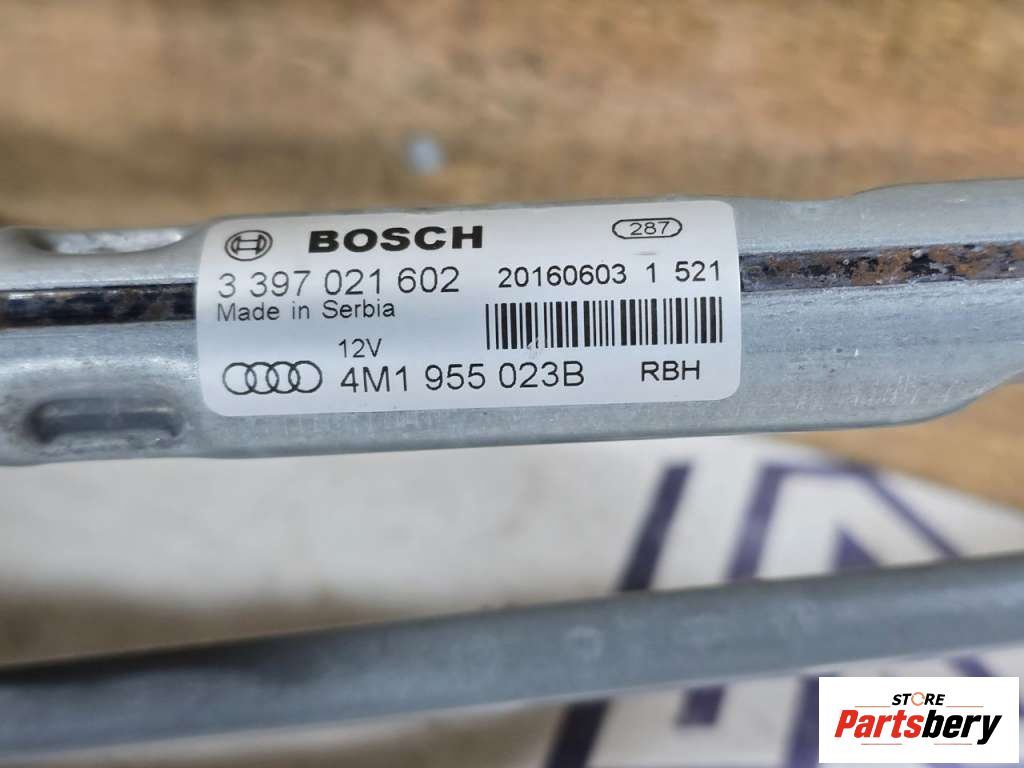 BOSCH 287
3 397 021 602 20160603 1 521
Made in Serbia
12V
4M1 955 023B RBH
STORE
Partsbery